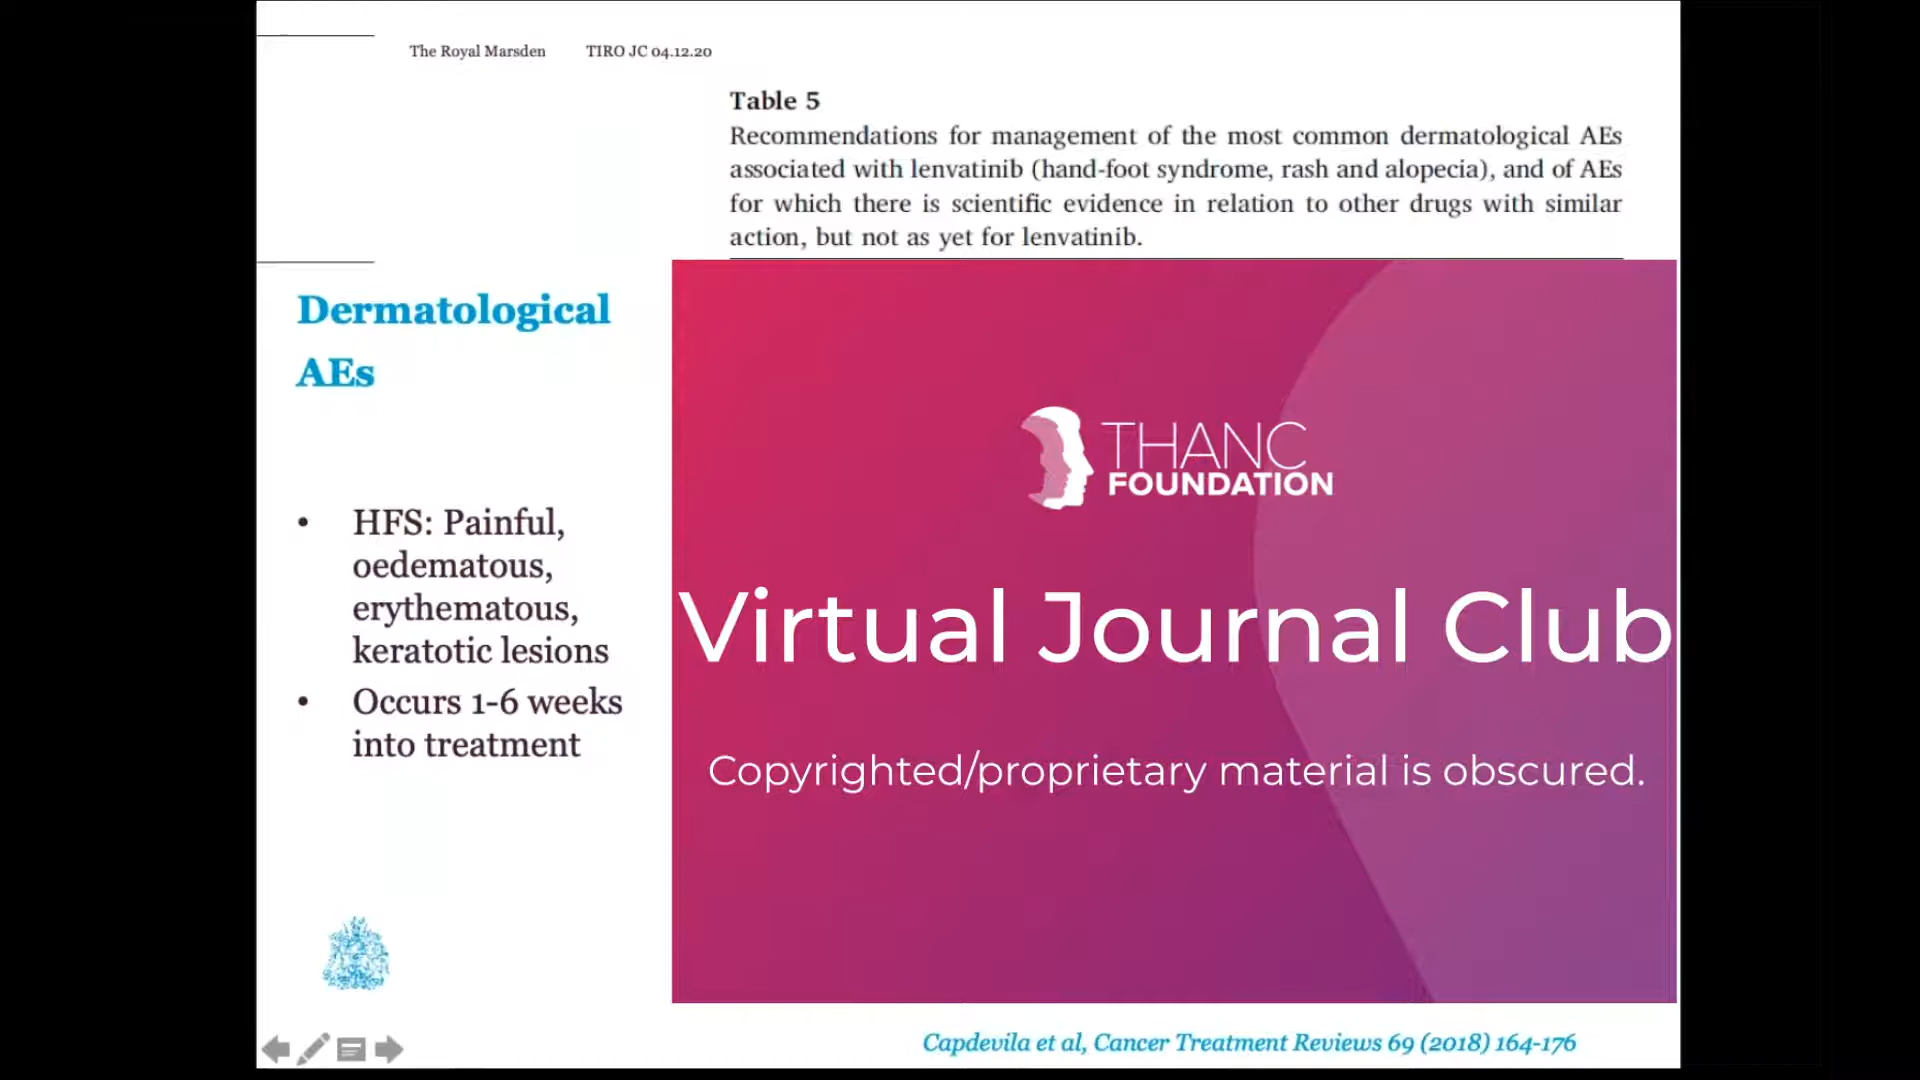 The Royal Marsden TIRO JC 04.12.20
Table 5
Recommendations for management of the most common dermatological AEs
associated with lenvatinib (hand-foot syndrome, rash and alopecia), and of AEs
for which there is scientific evidence in relation to other drugs with similar
action, but not as yet for lenvatinib.
Dermatological
AEs
• HFS: Painful,
oedematous,
erythematous,
keratotic lesions
• Occurs 1-6 weeks
into treatment
THANC
FOUNDATION
Virtual Journal Club
Copyrighted/proprietary material is obscured.
Capdevila et al, Cancer Treatment Reviews 69 (2018) 164-176